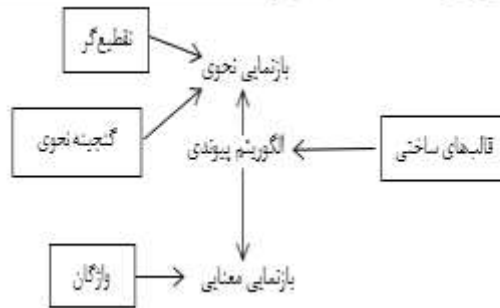 تقطیع‌گر
بازنمایی نحوی
گنجینه نحوی
الگوریتم پیوندی
قالب‌های ساختی
واژگان
بازنمایی معنایی